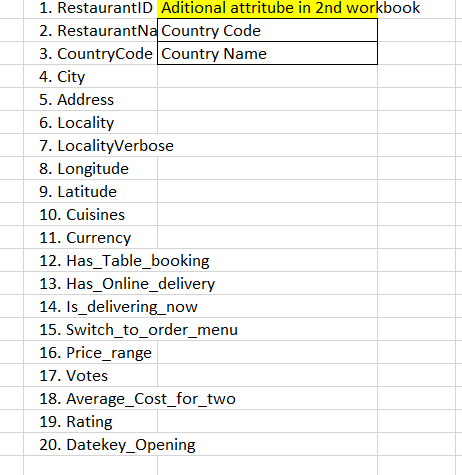 1. RestaurantID Aditional attritube in 2nd workbook
2. RestaurantNa Country Code
3. CountryCode Country Name
4. City
5. Address
6. Locality
7. LocalityVerbose
8. Longitude
9. Latitude
10. Cuisines
11. Currency
12. Has_Table_booking
13. Has_Online_delivery
14. Is_delivering_now
15. Switch_to_order_menu
16. Price_range
17. Votes
18. Average_Cost_for_two
19. Rating
20. Datekey_Opening